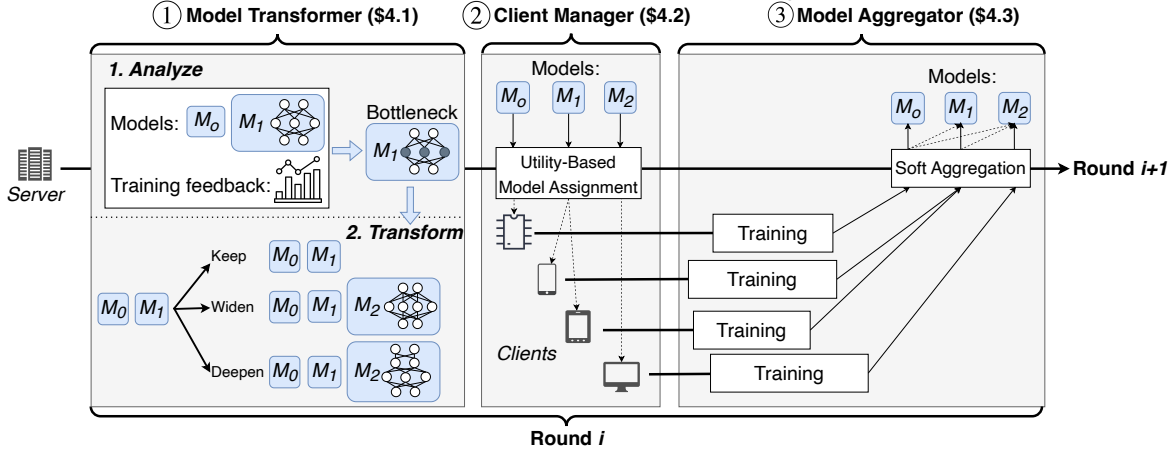 ① Model Transformer ($4.1)
② Client Manager ($4.2)
③ Model Aggregator ($4.3)
1. Analyze
Models: Mo M1
Training feedback:
Bottleneck
M1
2. Transform
Server
M0 M1
Keep
M0 M1
Widen
M0 M1 M2
Deepen
M0 M1 M2
Models:
Mo M1 M2
Utility-Based
Model Assignment
Clients
Training
Training
Training
Training
Models:
Mo M1 M2
Soft Aggregation
Round i+1
Round i